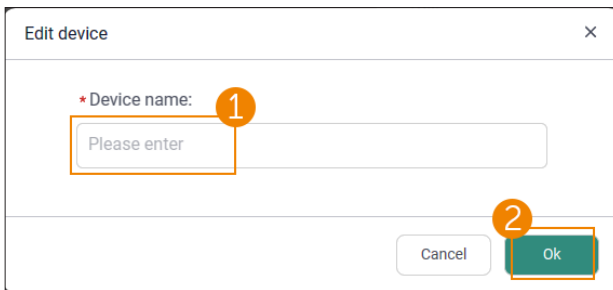 Edit device ×
* Device name:
1
Please enter
2
Cancel Ok